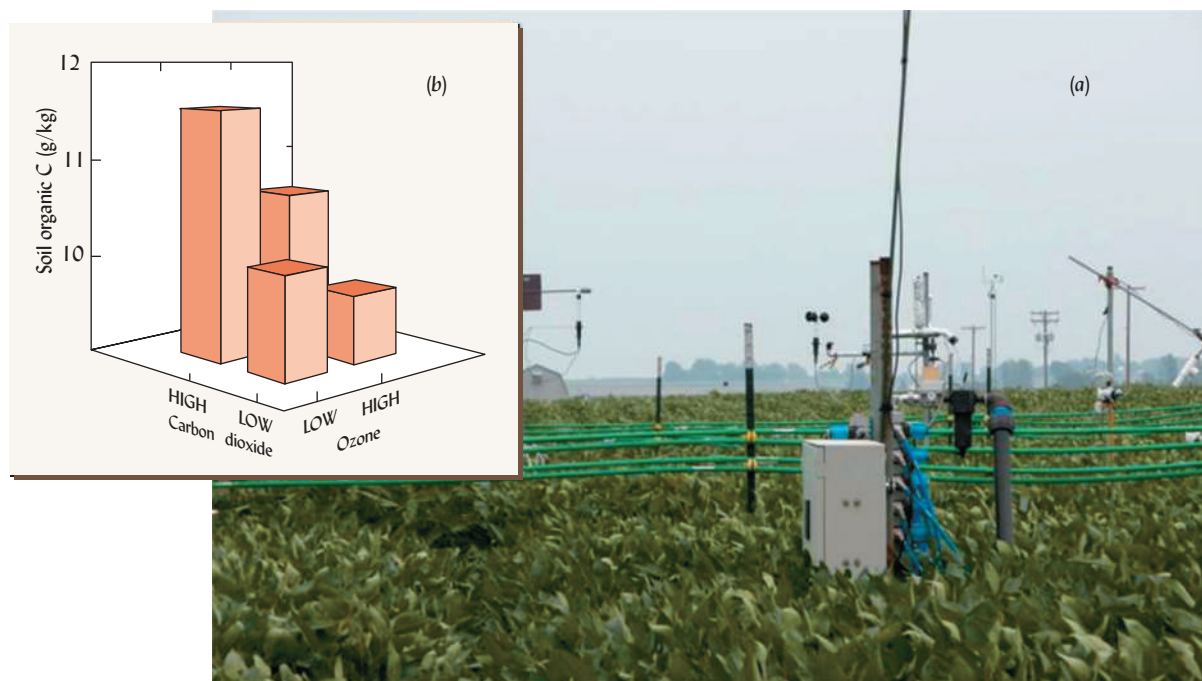 (b)
(a)
12
11
10
Soil organic C (g/kg)
HIGH
LOW
Carbon dioxide
LOW
HIGH
Ozone